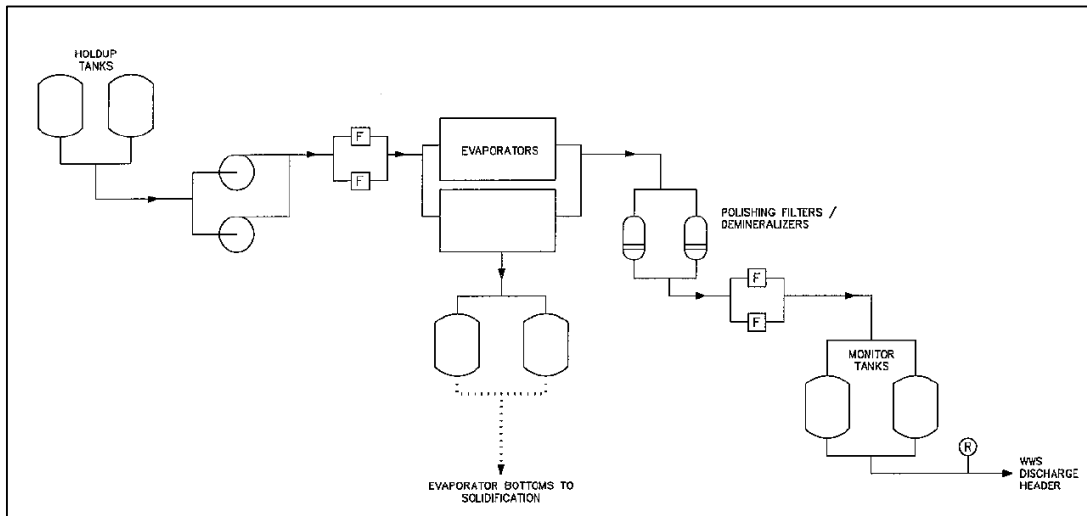 HOLDUP
TANKS
F
F
EVAPORATORS
POLISHING FILTERS /
DEMINERALIZERS
F
F
MONITOR
TANKS
R
WWS
DISCHARGE
HEADER
EVAPORATOR BOTTOMS TO
SOLIDIFICATION